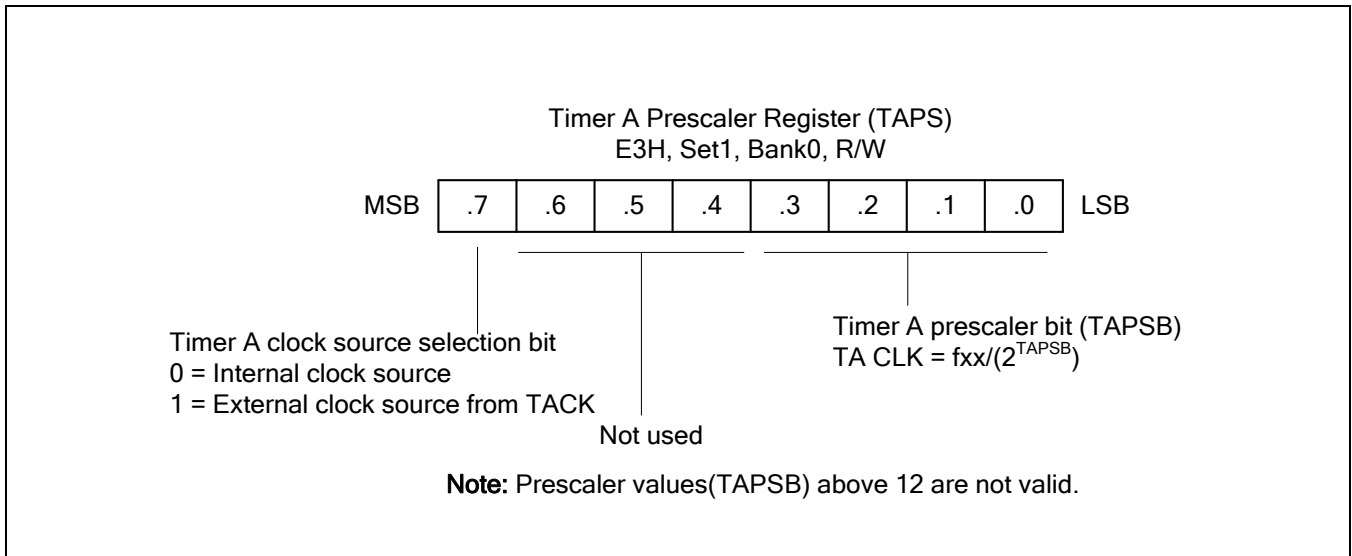 Timer A Prescaler Register (TAPS)
E3H, Set1, Bank0, R/W
MSB .7 .6 .5 .4 .3 .2 .1 .0 LSB
Timer A clock source selection bit
0 = Internal clock source
1 = External clock source from TACK
Not used
Timer A prescaler bit (TAPSB)
TA CLK = fxx/(2^TAPSB)
Note: Prescaler values(TAPSB) above 12 are not valid.